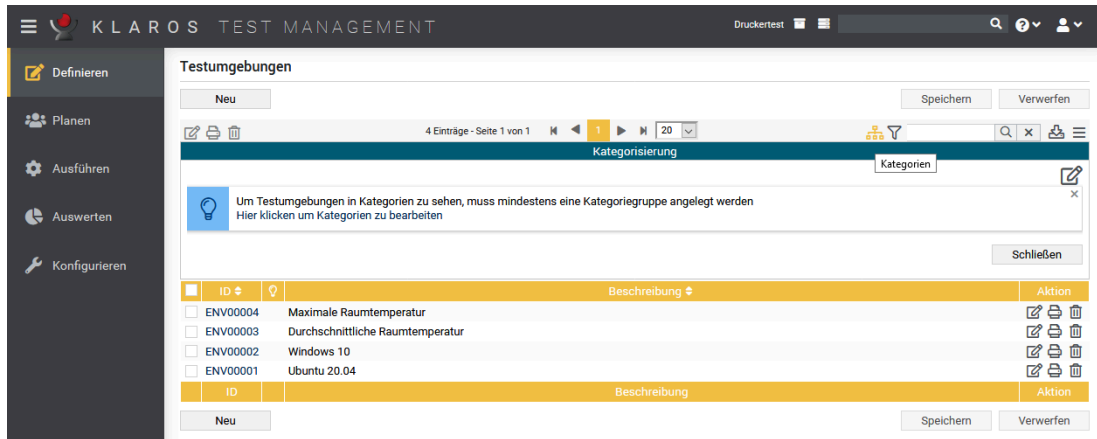 KLAROS TEST MANAGEMENT
Druckertest
Definieren
Planen
Ausführen
Auswerten
Konfigurieren
Testumgebungen
Neu
Speichern
Verwerfen
4 Einträge - Seite 1 von 1
1
20
Kategorisierung
Kategorien
Um Testumgebungen in Kategorien zu sehen, muss mindestens eine Kategoriegruppe angelegt werden
Hier klicken um Kategorien zu bearbeiten
Schließen
ID Beschreibung Aktion
ENV00004 Maximale Raumtemperatur
ENV00003 Durchschnittliche Raumtemperatur
ENV00002 Windows 10
ENV00001 Ubuntu 20.04
ID Beschreibung Aktion
Neu
Speichern
Verwerfen